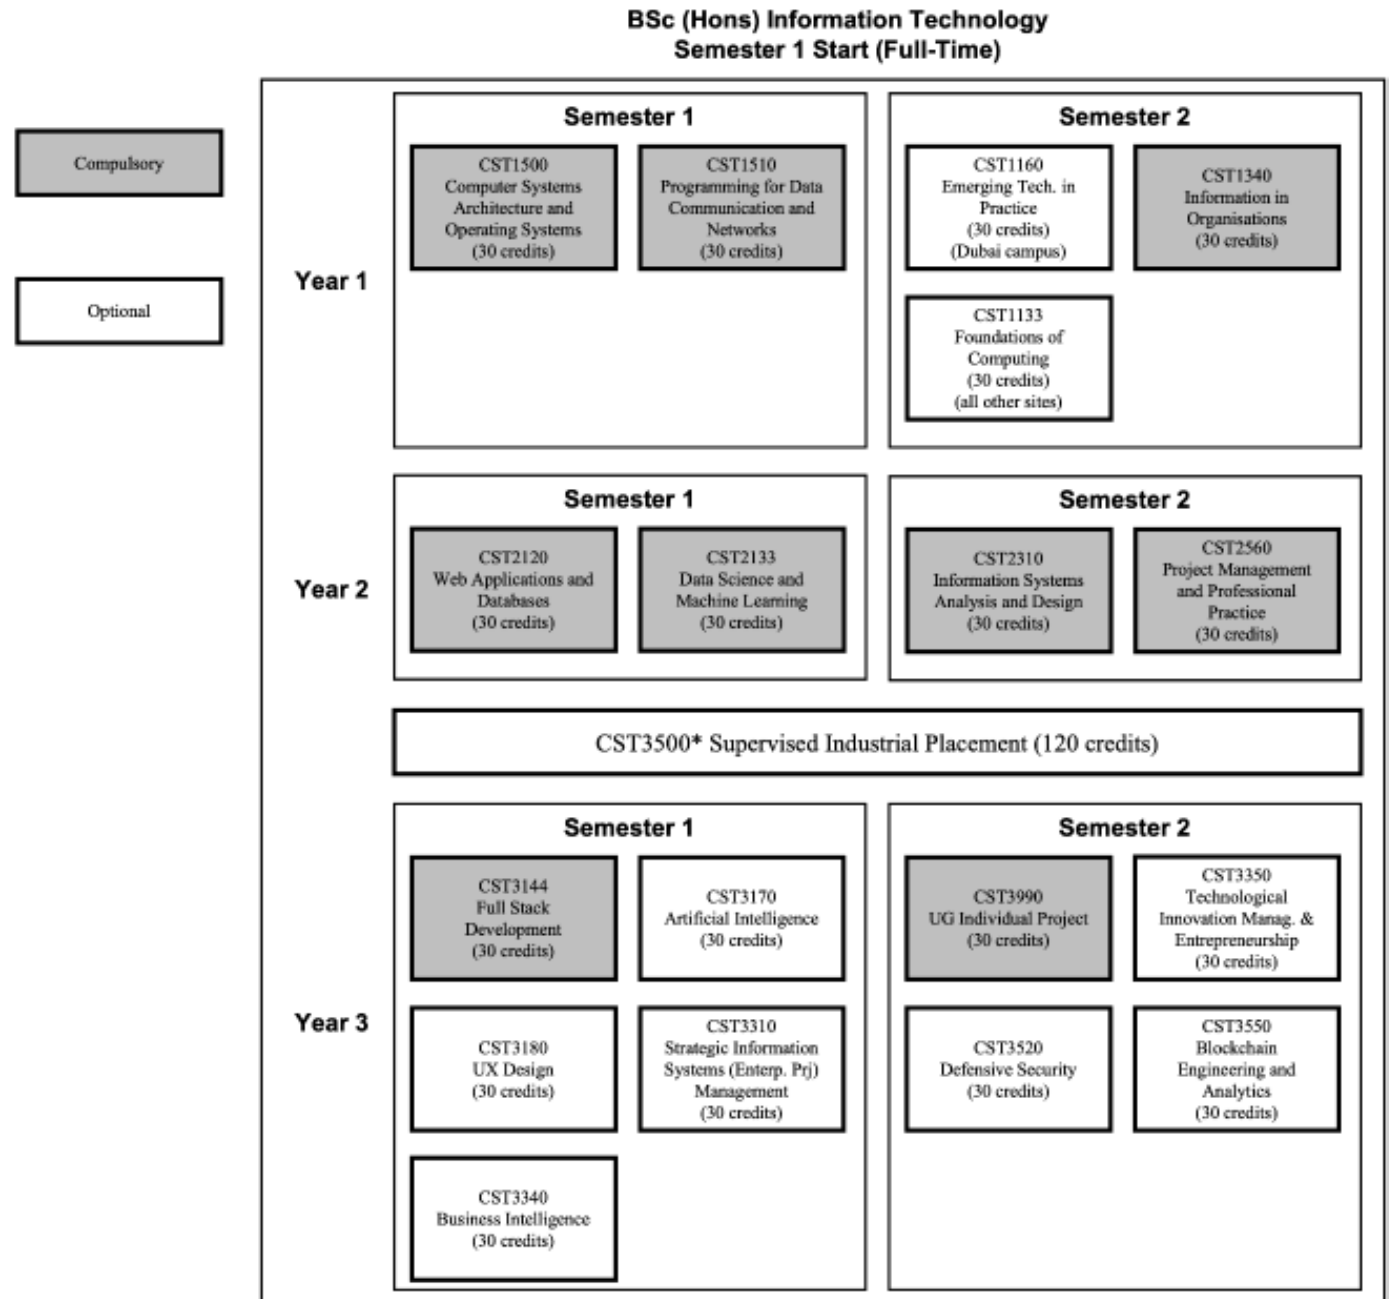 BSc (Hons) Information Technology
Semester 1 Start (Full-Time)
Compulsory
Optional
Year 1
Semester 1
CST1500
Computer Systems
Architecture and
Operating Systems
(30 credits)
CST1510
Programming for Data
Communication and
Networks
(30 credits)
Semester 2
CST1160
Emerging Tech. in
Practice
(30 credits)
(Dubai campus)
CST1340
Information in
Organisations
(30 credits)
CST1133
Foundations of
Computing
(30 credits)
(all other sites)
Year 2
Semester 1
CST2120
Web Applications and
Databases
(30 credits)
CST2133
Data Science and
Machine Learning
(30 credits)
Semester 2
CST2310
Information Systems
Analysis and Design
(30 credits)
CST2560
Project Management
and Professional
Practice
(30 credits)
CST3500* Supervised Industrial Placement (120 credits)
Year 3
Semester 1
CST3144
Full Stack
Development
(30 credits)
CST3170
Artificial Intelligence
(30 credits)
CST3180
UX Design
(30 credits)
CST3310
Strategic Information
Systems (Enterp. Prj)
Management
(30 credits)
CST3340
Business Intelligence
(30 credits)
Semester 2
CST3990
UG Individual Project
(30 credits)
CST3350
Technological
Innovation Manag. &
Entrepreneurship
(30 credits)
CST3520
Defensive Security
(30 credits)
CST3550
Blockchain
Engineering and
Analytics
(30 credits)